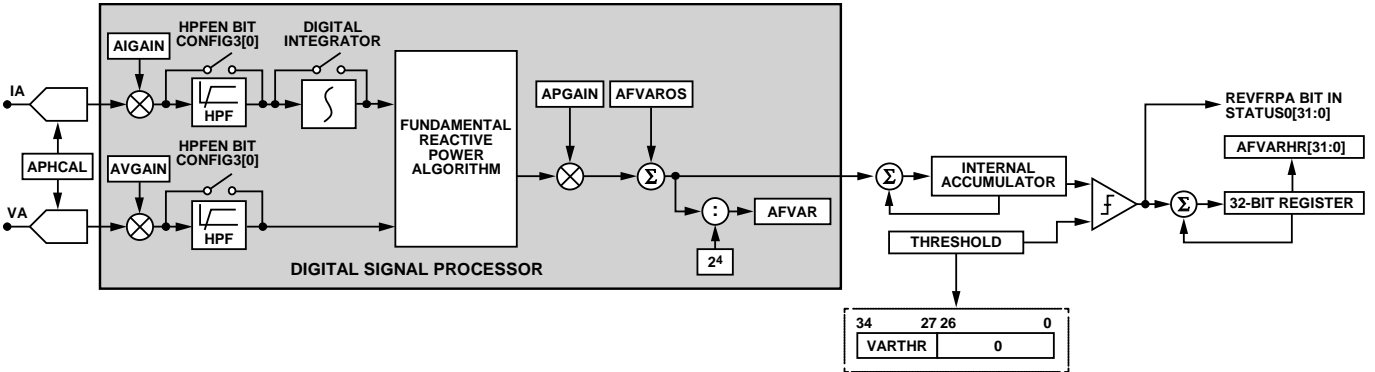 HPFEN BIT
CONFIG3[0]
DIGITAL
INTEGRATOR
AIGAIN
IA
HPF
APHCAL
HPFEN BIT
CONFIG3[0]
AVGAIN
VA
HPF
FUNDAMENTAL
REACTIVE
POWER
ALGORITHM
APGAIN
AFVAROS
Σ
:
AFVAR
2⁴
DIGITAL SIGNAL PROCESSOR
Σ
INTERNAL
ACCUMULATOR
THRESHOLD
REVFRPA BIT IN
STATUS0[31:0]
AFVARHR[31:0]
Σ
32-BIT REGISTER
34 27 26 0
VARTHR 0